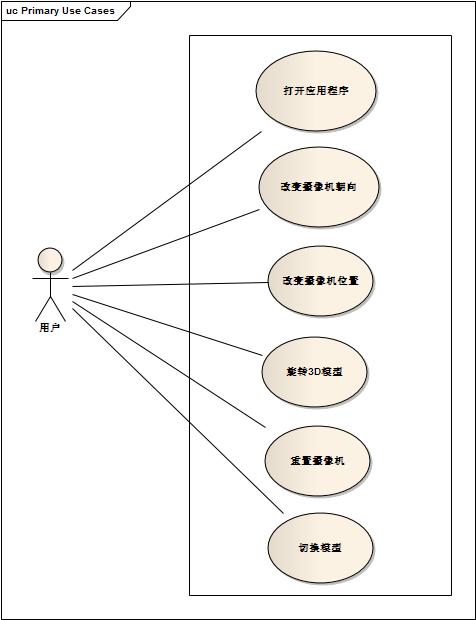 uc Primary Use Cases
打开应用程序
改变摄像机朝向
改变摄像机位置
用户
旋转3D模型
重置摄像机
切换模型